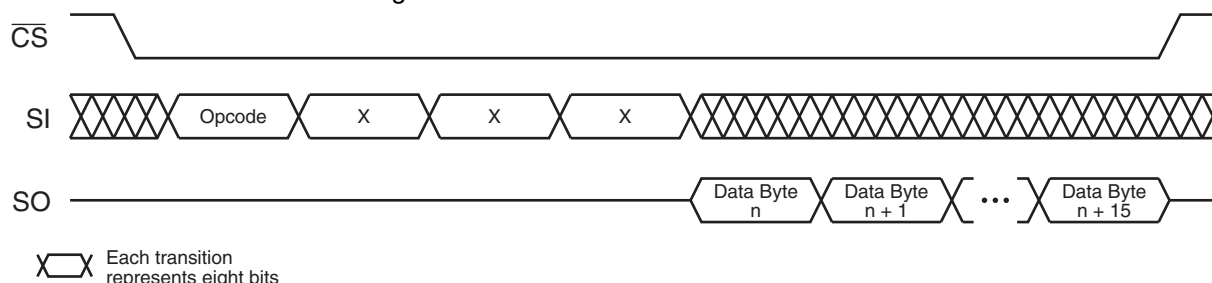 CS
SI
Opcode X X X
SO
Data Byte n
Data Byte n + 1
•••
Data Byte n + 15
Each transition
represents eight bits